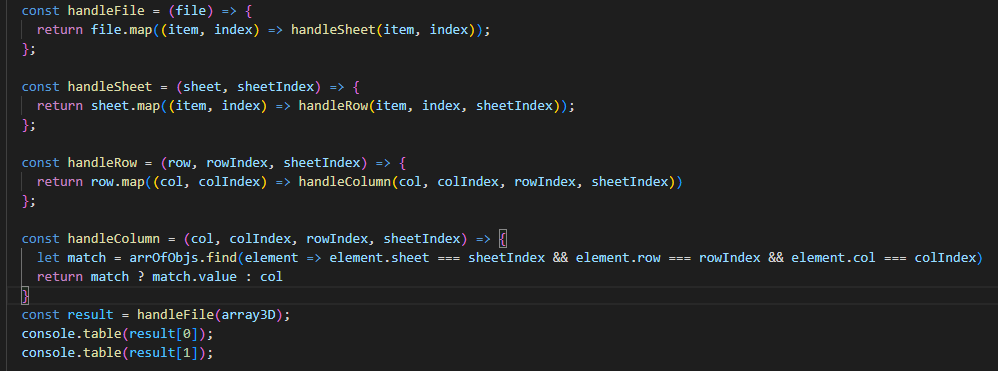 const handleFile = (file) => {
  return file.map((item, index) => handleSheet(item, index));
};

const handleSheet = (sheet, sheetIndex) => {
  return sheet.map((item, index) => handleRow(item, index, sheetIndex));
};

const handleRow = (row, rowIndex, sheetIndex) => {
  return row.map((col, colIndex) => handleColumn(col, colIndex, rowIndex, sheetIndex))
};

const handleColumn = (col, colIndex, rowIndex, sheetIndex) => {
  let match = arrOfObjs.find(element => element.sheet === sheetIndex && element.row === rowIndex && element.col === colIndex)
  return match ? match.value : col
}
const result = handleFile(array3D);
console.table(result[0]);
console.table(result[1]);